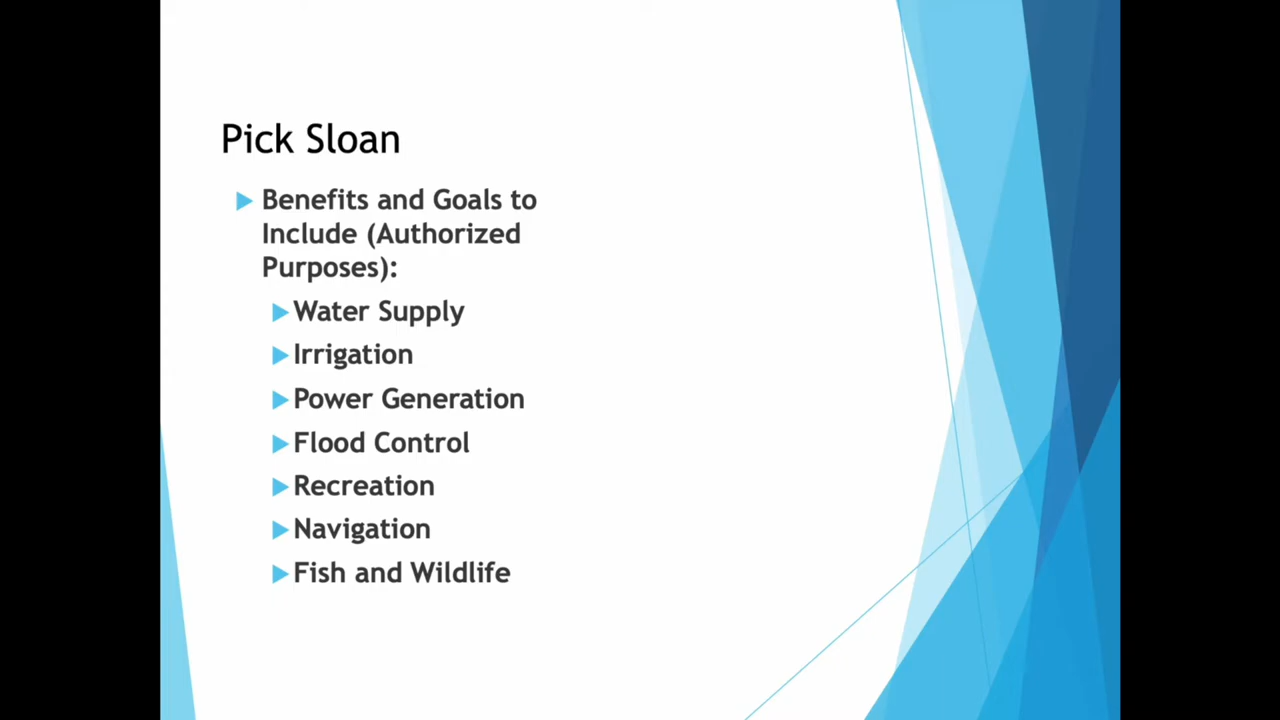 Pick Sloan
Benefits and Goals to
Include (Authorized
Purposes):
Water Supply
Irrigation
Power Generation
Flood Control
Recreation
Navigation
Fish and Wildlife